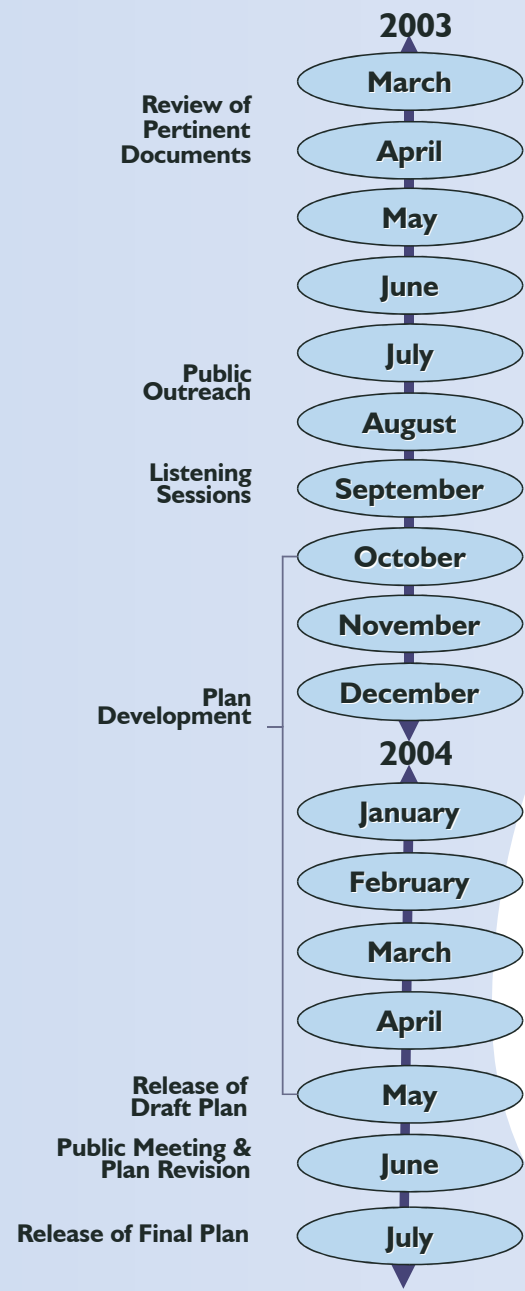 2003
March
Review of
Pertinent
Documents
April
May
June
July
Public
Outreach
August
Listening
Sessions
September
October
November
December
Plan
Development
2004
January
February
March
April
Release of
Draft Plan
May
Public Meeting &
Plan Revision
June
Release of Final Plan
July